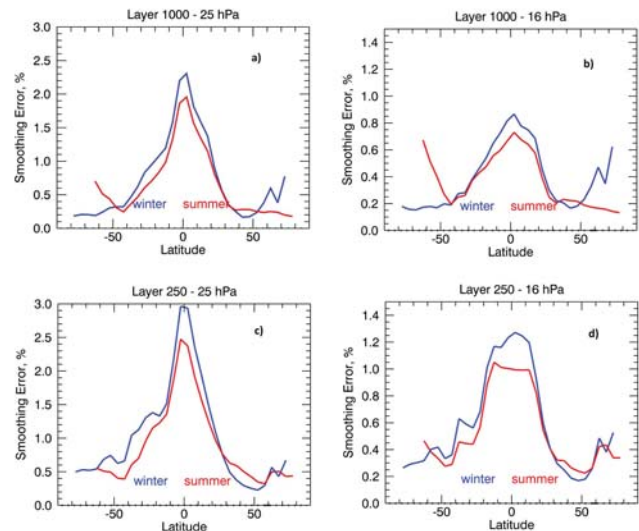 Layer 1000 - 25 hPa
a)
3.0
2.5
2.0
1.5
1.0
0.5
0.0
Smoothing Error, %
winter summer
-50 0 50
Latitude
Layer 1000 - 16 hPa
b)
1.4
1.2
1.0
0.8
0.6
0.4
0.2
0.0
Smoothing Error, %
winter summer
-50 0 50
Latitude
Layer 250 - 25 hPa
c)
3.0
2.5
2.0
1.5
1.0
0.5
0.0
Smoothing Error, %
winter summer
-50 0 50
Latitude
Layer 250 - 16 hPa
d)
1.4
1.2
1.0
0.8
0.6
0.4
0.2
0.0
Smoothing Error, %
winter summer
-50 0 50
Latitude